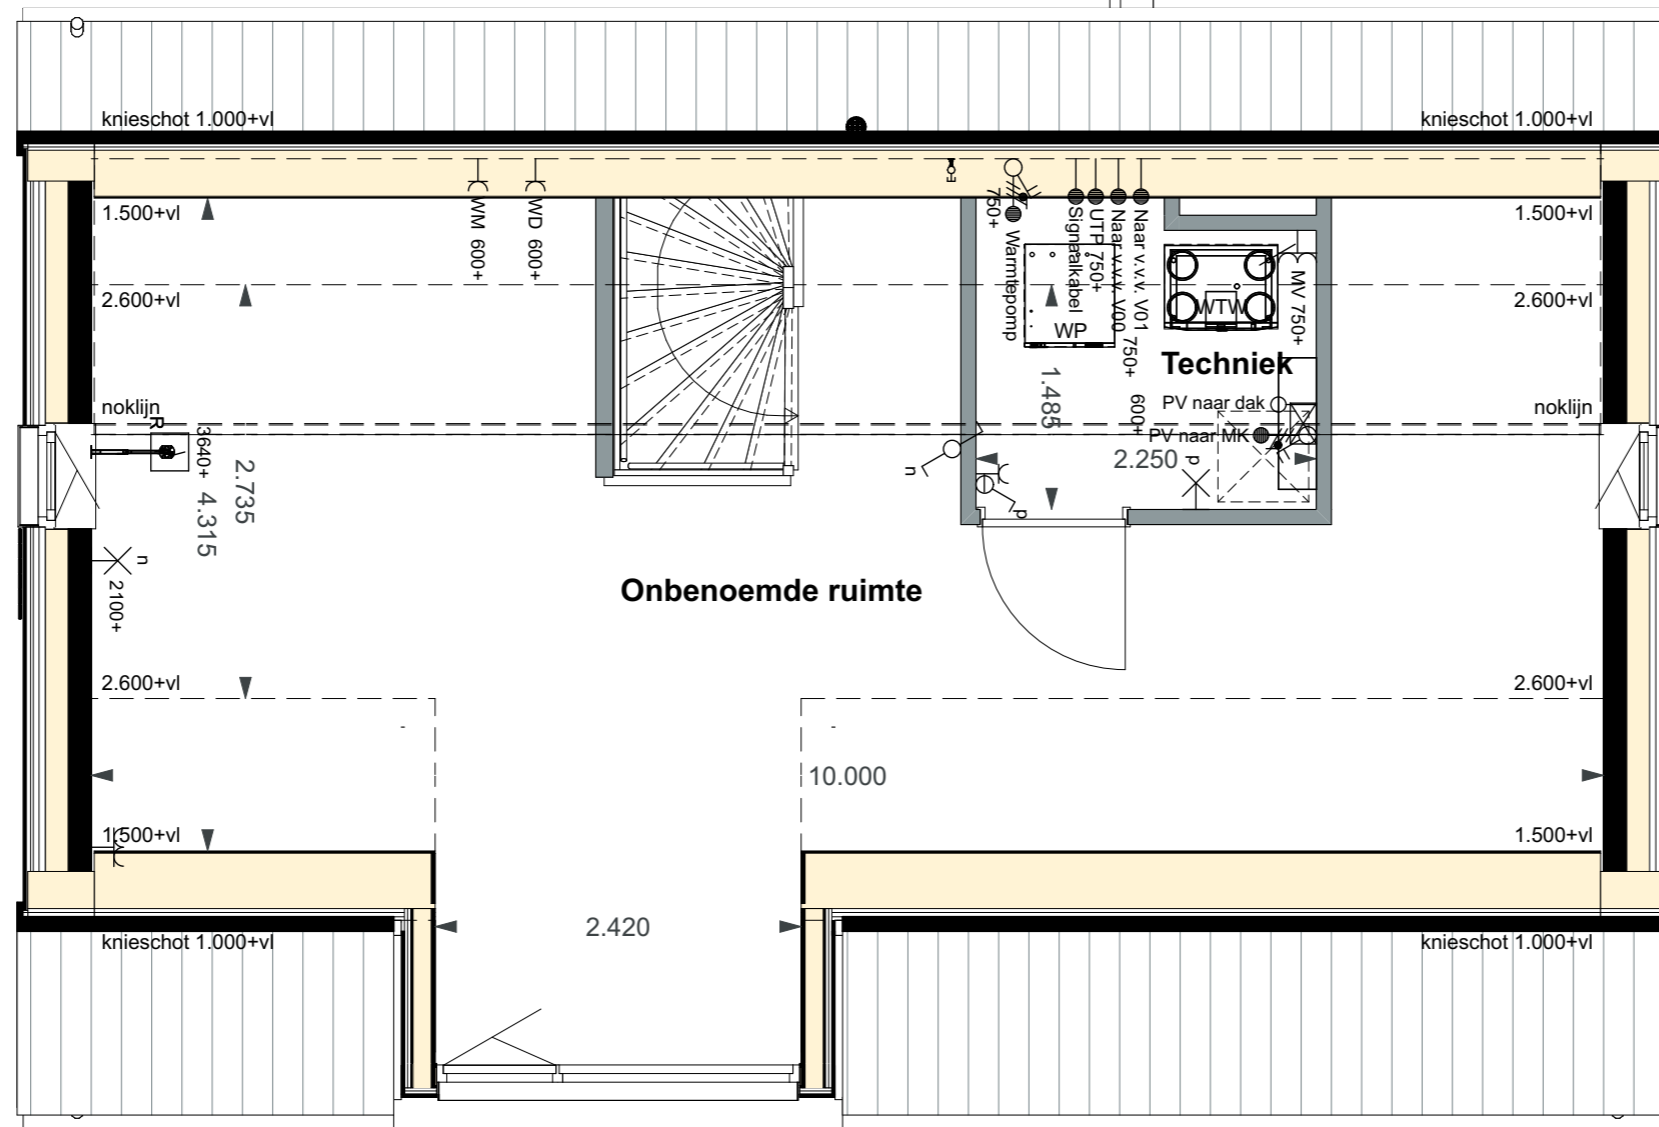 knieschot 1.000+vl
knieschot 1.000+vl
1.500+vl
WM 600+
WD 600+
750+
Warmtepomp
Signaalkabel
UTP 750+
Naar v.v.w. V00 750+
Naar v.v.w. V01 600+
1.500+vl
2.600+vl
WP
WTW
MV 750+
2.600+vl
Techniek
1.485
noklijn
PV naar dak
noklijn
R
3640+
PV naar MK
2.735
4.315
n
2.250
p
p
n
2100+
Onbenoemde ruimte
2.600+vl
2.600+vl
10.000
1.500+vl
1.500+vl
2.420
knieschot 1.000+vl
knieschot 1.000+vl